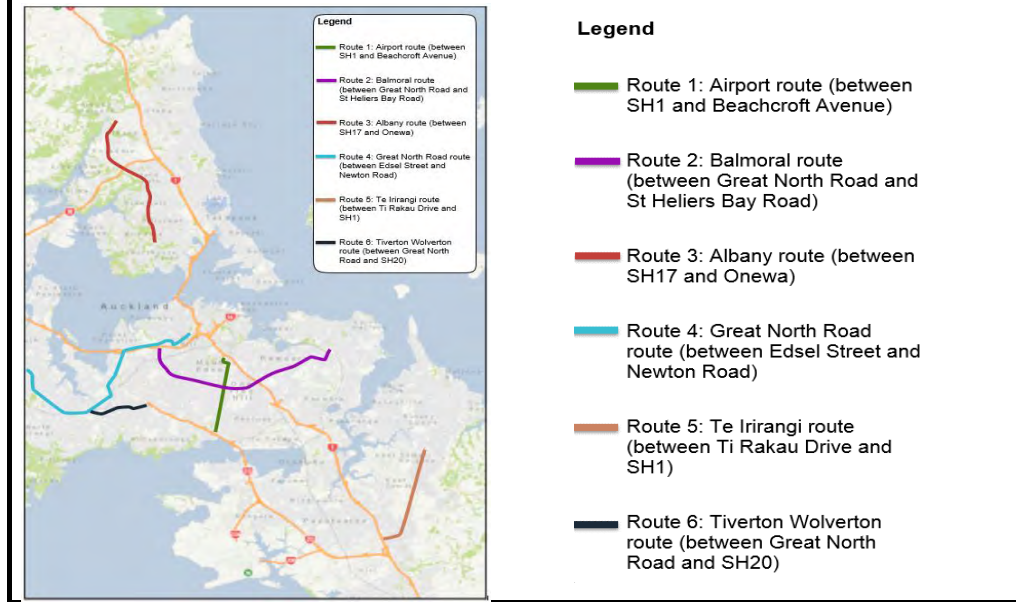 Legend
Route 1: Airport route (between
SH1 and Beachcroft Avenue)
Route 2: Balmoral route
(between Great North Road and
St Heliers Bay Road)
Route 3: Albany route (between
SH17 and Onewa)
Route 4: Great North Road route
(between Edsel Street and
Newton Road)
Route 5: Te Irirangi route
(between Ti Rakau Drive and
SH1)
Route 6: Tiverton Wolverton
route (between Great North
Road and SH20)
Auckland
Legend
Route 1: Airport route (between
SH1 and Beachcroft Avenue)
Route 2: Balmoral route
(between Great North Road and
St Heliers Bay Road)
Route 3: Albany route (between
SH17 and Onewa)
Route 4: Great North Road
route (between Edsel Street and
Newton Road)
Route 5: Te Irirangi route
(between Ti Rakau Drive and
SH1)
Route 6: Tiverton Wolverton
route (between Great North
Road and SH20)